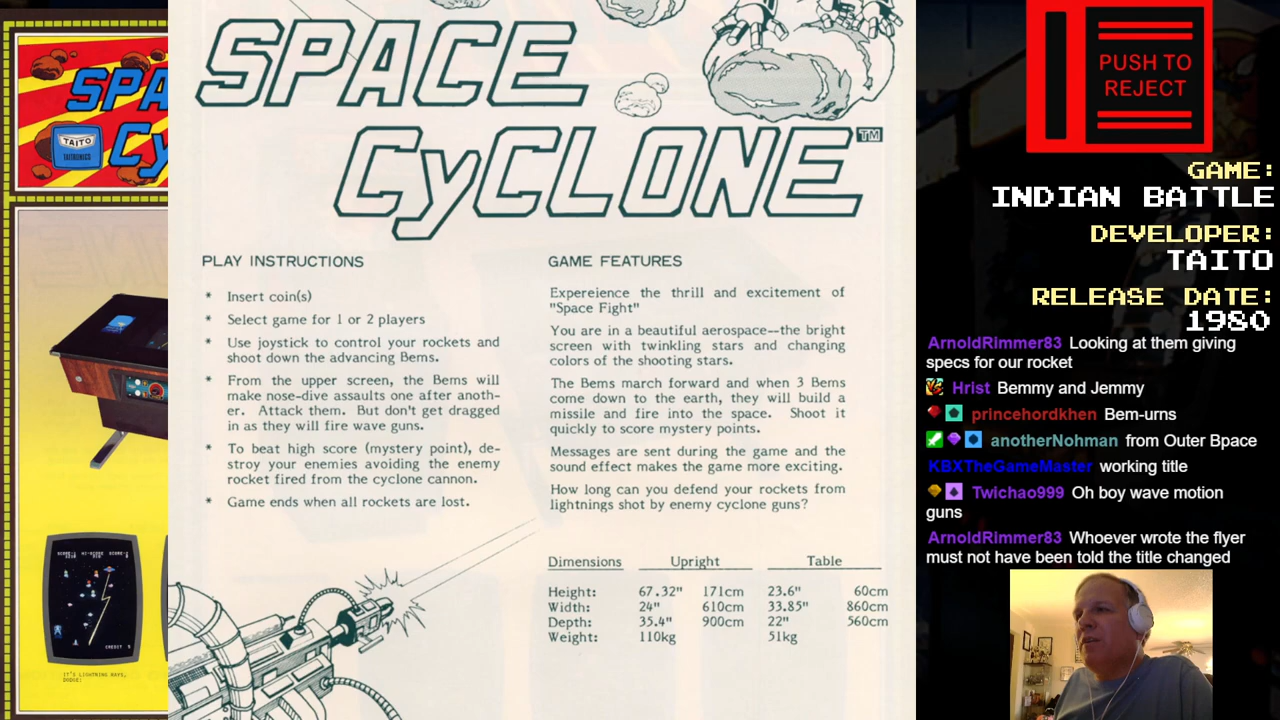 SPA
TAITO
TAITRONICS
Cy
SPACE
CyCLONE™
PLAY INSTRUCTIONS
* Insert coin(s)
* Select game for 1 or 2 players
* Use joystick to control your rockets and
shoot down the advancing Bems.
* From the upper screen, the Bems will
make nose-dive assaults one after anoth-
er. Attack them. But don't get dragged
in as they will fire wave guns.
* To beat high score (mystery point), de-
stroy your enemies avoiding the enemy
rocket fired from the cyclone cannon.
* Game ends when all rockets are lost.
GAME FEATURES
Expereience the thrill and excitement of
"Space Fight"
You are in a beautiful aerospace--the bright
screen with twinkling stars and changing
colors of the shooting stars.
The Bems march forward and when 3 Bems
come down to the earth, they will build a
missile and fire into the space. Shoot it
quickly to score mystery points.
Messages are sent during the game and the
sound effect makes the game more exciting.
How long can you defend your rockets from
lightnings shot by enemy cyclone guns?
Dimensions Upright Table
Height: 67.32" 171cm 23.6" 60cm
Width: 24" 610cm 33.85" 860cm
Depth: 35.4" 900cm 22" 560cm
Weight: 110kg 51kg
CREDIT
IT'S LIGHTNING RAYS,
PUSH TO
REJECT
GAME:
INDIAN BATTLE
DEVELOPER:
TAITO
RELEASE DATE:
1980
ArnoldRimmer83 Looking at them giving
specs for our rocket
Hrist Bemmy and Jemmy
princehordkhen Bem-urns
anotherNohman from Outer Bpace
KBXTheGameMaster working title
Twichao999 Oh boy wave motion
guns
ArnoldRimmer83 Whoever wrote the flyer
must not have been told the title changed